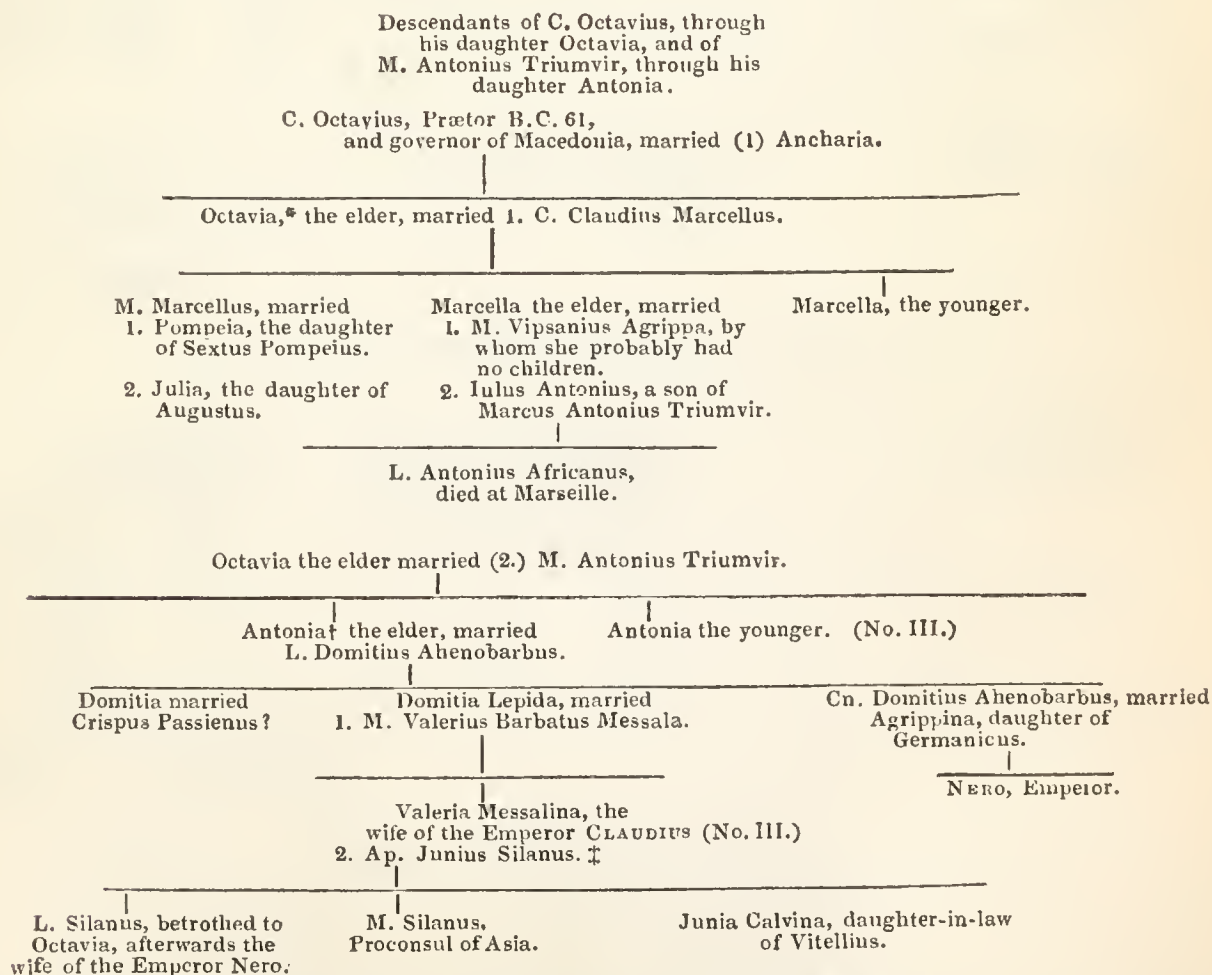 Descendants of C. Octavius, through
his daughter Octavia, and of
M. Antonius Triumvir, through his
daughter Antonia.
C. Octavius, Prætor B.C. 61,
and governor of Macedonia, married (1) Ancharia.
Octavia,* the elder, married 1. C. Claudius Marcellus.
M. Marcellus, married
1. Pompeia, the daughter
of Sextus Pompeius.
2. Julia, the daughter of
Augustus.
Marcella the elder, married
1. M. Vipsanius Agrippa, by
whom she probably had
no children.
2. Iulus Antonius, a son of
Marcus Antonius Triumvir.
Marcella, the younger.
L. Antonius Africanus,
died at Marseille.
Octavia the elder married (2.) M. Antonius Triumvir.
Antonia† the elder, married
L. Domitius Ahenobarbus.
Antonia the younger. (No. III.)
Domitia married
Crispus Passienus?
Domitia Lepida, married
1. M. Valerius Barbatus Messala.
Cn. Domitius Ahenobarbus, married
Agrippina, daughter of
Germanicus.
NERO, Emperor.
Valeria Messalina, the
wife of the Emperor CLAUDIUS (No. III.)
2. Ap. Junius Silanus. ‡
L. Silanus, betrothed to
Octavia, afterwards the
wife of the Emperor Nero.
M. Silanus,
Proconsul of Asia.
Junia Calvina, daughter-in-law
of Vitellius.